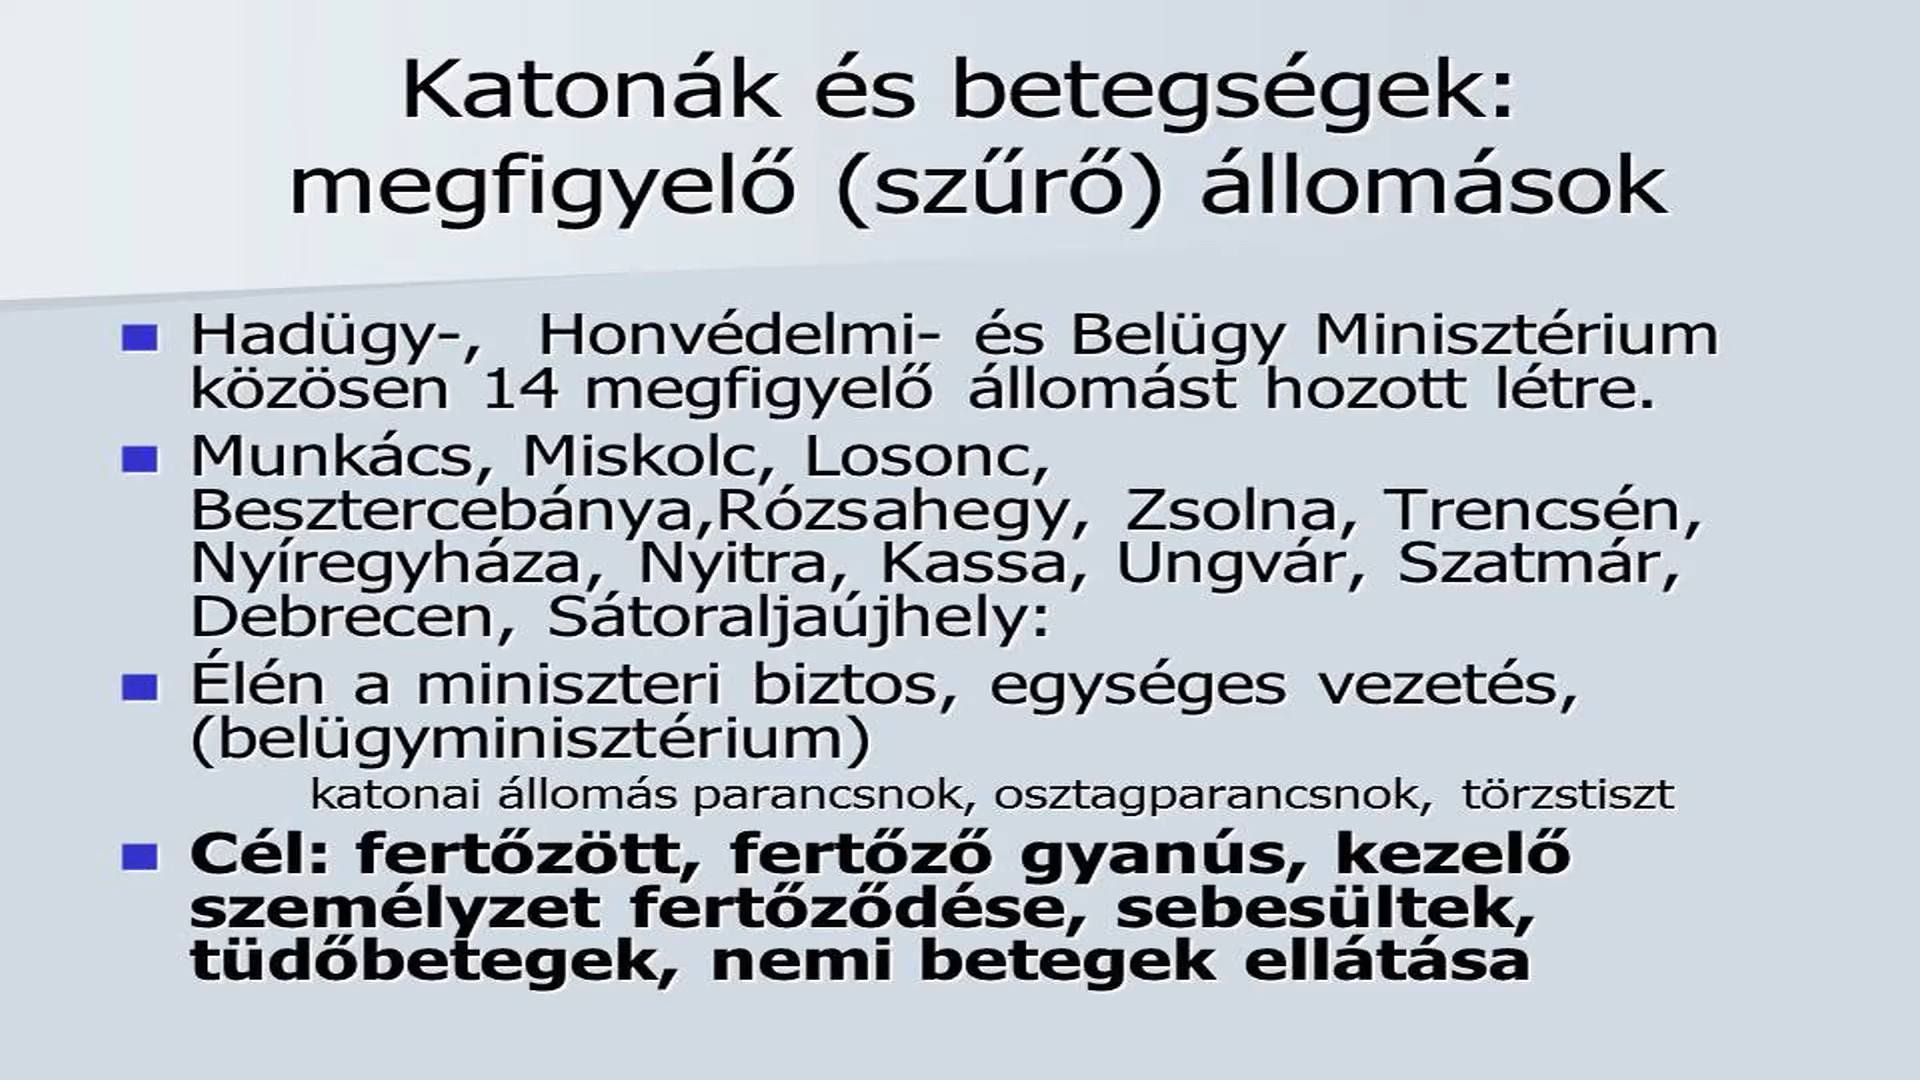 Katonák és betegségek:
megfigyelő (szűrő) állomások
Hadügy-, Honvédelmi- és Belügy Minisztérium
közösen 14 megfigyelő állomást hozott létre.
Munkács, Miskolc, Losonc,
Besztercebánya,Rózsahegy, Zsolna, Trencsén,
Nyíregyháza, Nyitra, Kassa, Ungvár, Szatmár,
Debrecen, Sátoraljaújhely:
Élén a miniszteri biztos, egységes vezetés,
(belügyminisztérium)
katonai állomás parancsnok, osztagparancsnok, törzstiszt
Cél: fertőzött, fertőző gyanús, kezelő
személyzet fertőződése, sebesültek,
tüdőbetegek, nemi betegek ellátása